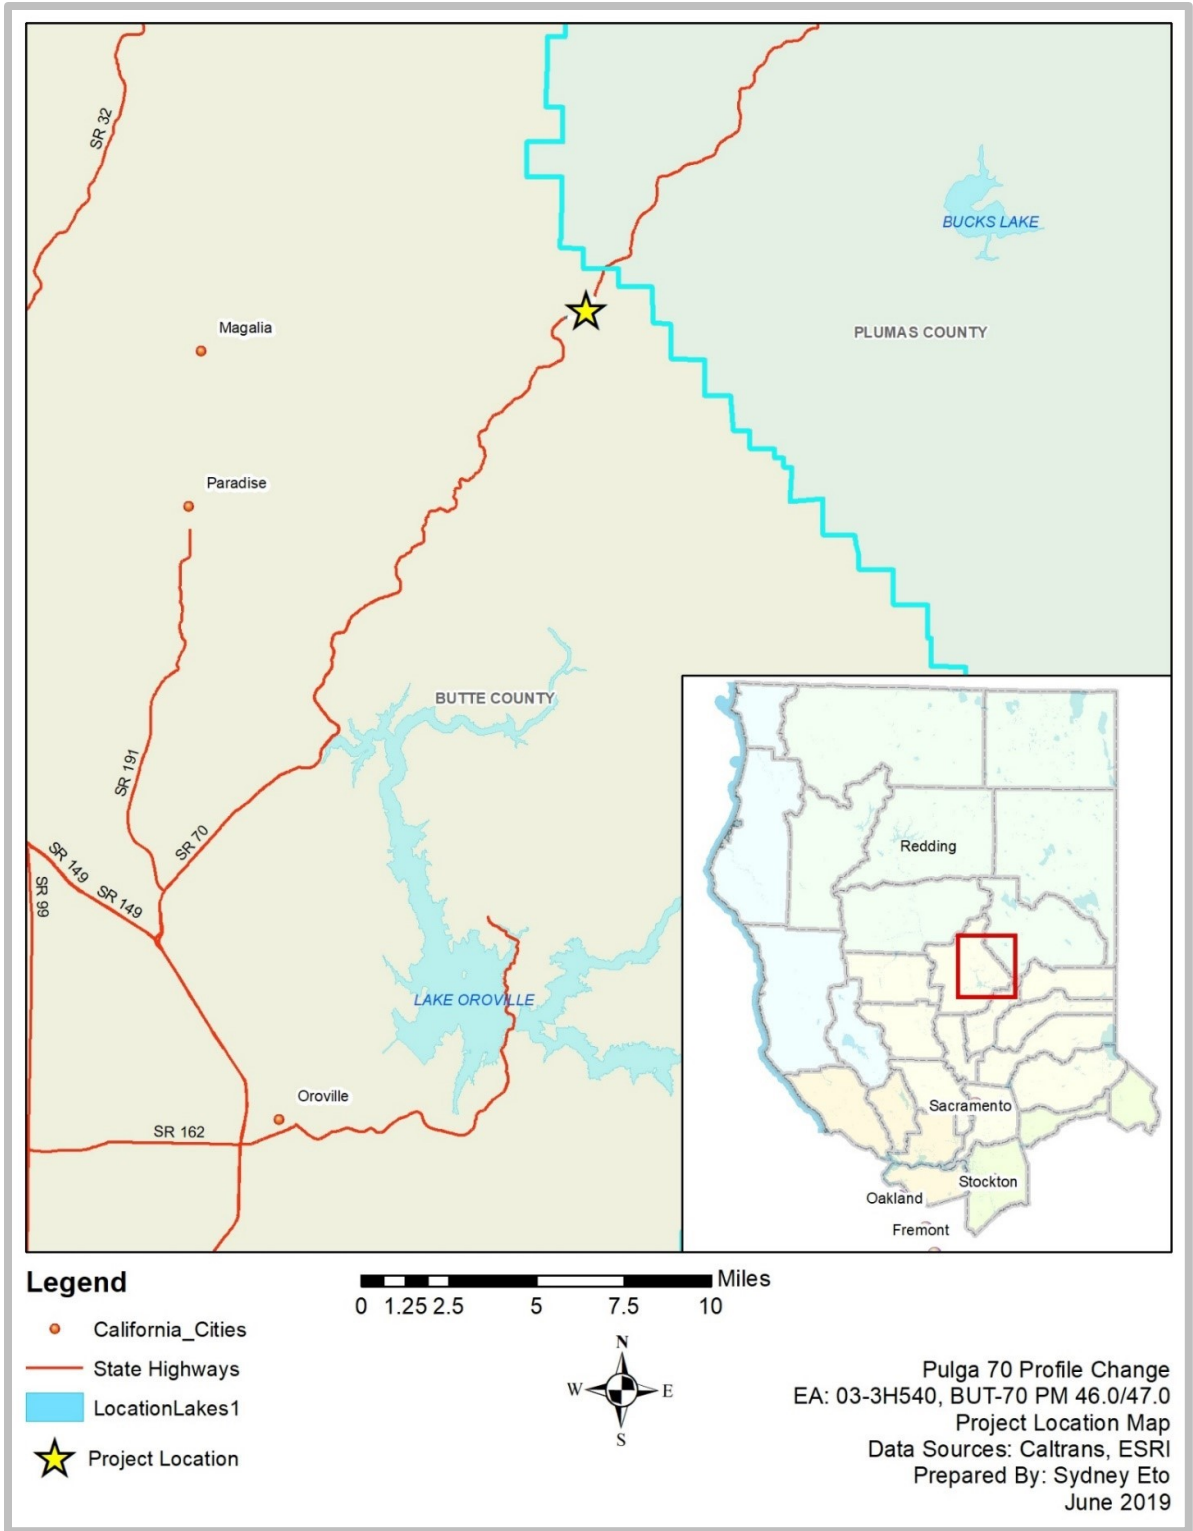 SR 32
BUCKS LAKE
Magalia
PLUMAS COUNTY
Paradise
BUTTE COUNTY
SR 191
SR 70
SR 149
SR 149
SR 99
LAKE OROVILLE
Oroville
SR 162
Redding
Sacramento
Stockton
Oakland
Fremont
Legend
California_Cities
State Highways
LocationLakes1
Project Location
Miles
0 1.25 2.5 5 7.5 10
N
W E
S
Pulga 70 Profile Change
EA: 03-3H540, BUT-70 PM 46.0/47.0
Project Location Map
Data Sources: Caltrans, ESRI
Prepared By: Sydney Eto
June 2019